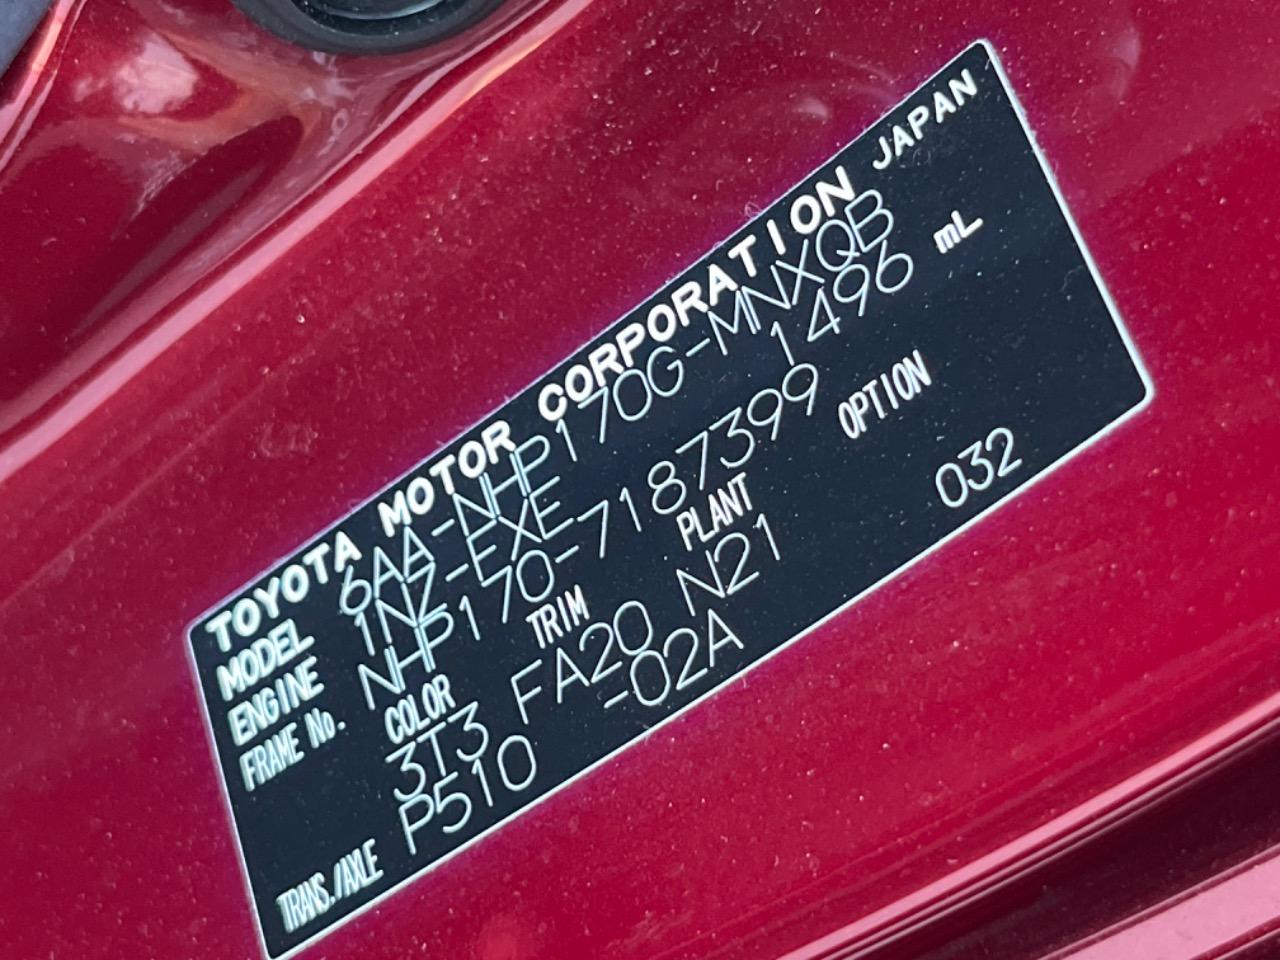 TOYOTA MOTOR CORPORATION JAPAN
MODEL 6AA-NHP170G-MNXQB
ENGINE 1NZ-EXE 1496 mL
FRAME No. NHP170-7187399
COLOR TRIM PLANT OPTION
3T3 FA20 N21 032
TRANS./AXLE P510 -02A